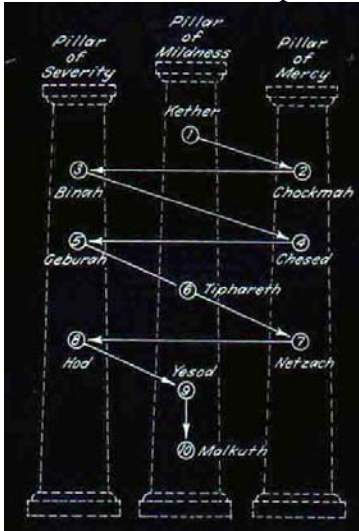 Pillar
of
Severity
Pillar
of
Mildness
Pillar
of
Mercy
Kether
1
3
2
Binah
Chockmah
5
4
Geburah
Chesed
6 Tiphareth
8
7
Hod
Netzach
Yesod
9
10 Malkuth